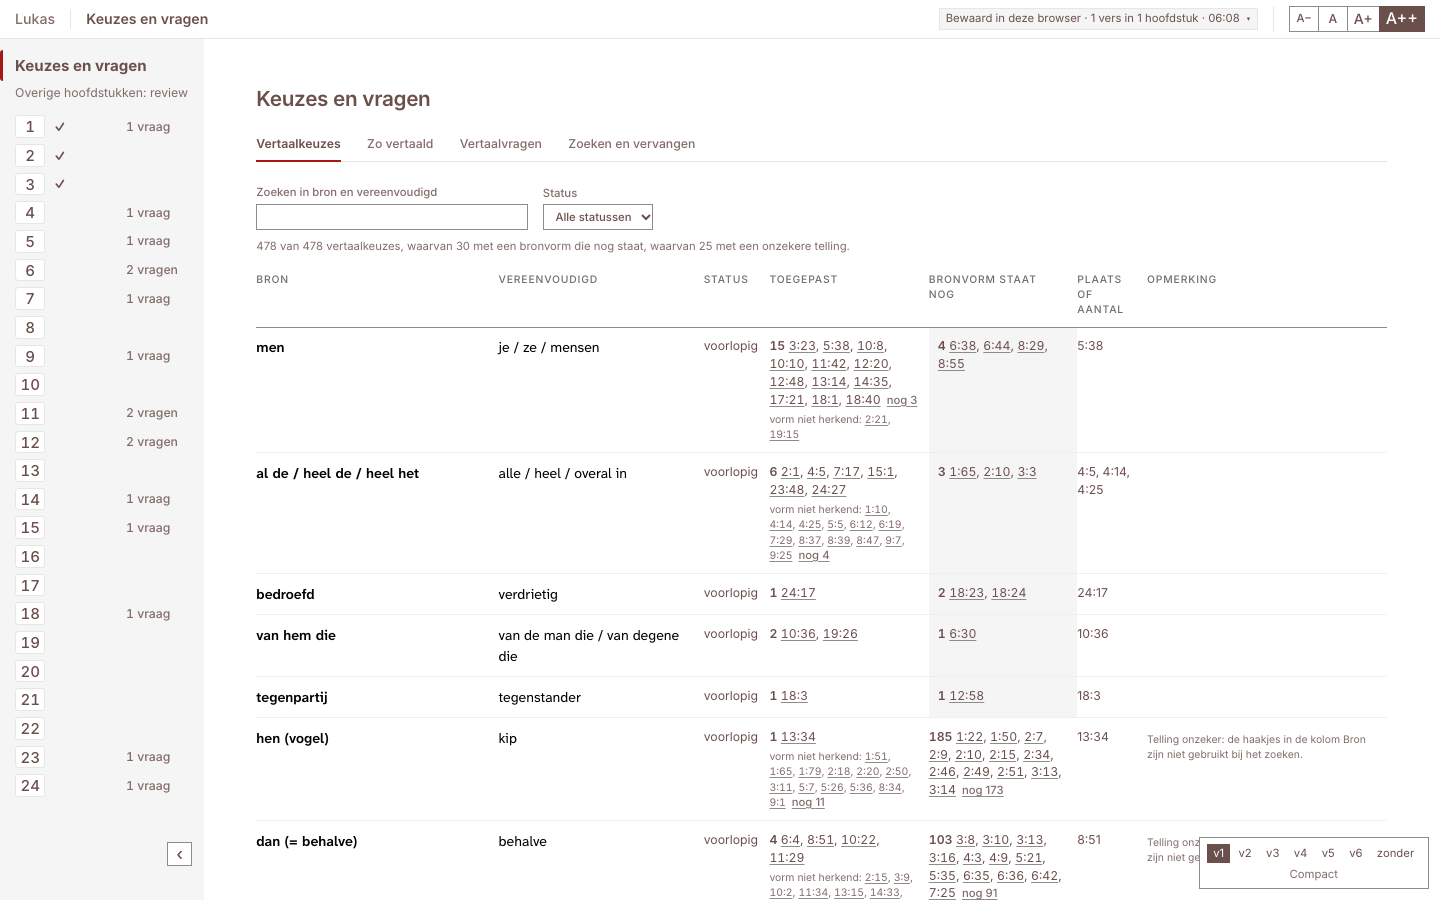 Lukas
Keuzes en vragen
Bewaard in deze browser · 1 vers in 1 hoofdstuk · 06:08
A−
A
A+
A++
Keuzes en vragen
Overige hoofdstukken: review
1 ✓ 1 vraag
2 ✓
3 ✓
4 1 vraag
5 1 vraag
6 2 vragen
7 1 vraag
8
9 1 vraag
10
11 2 vragen
12 2 vragen
13
14 1 vraag
15 1 vraag
16
17
18 1 vraag
19
20
21
22
23 1 vraag
24 1 vraag
Keuzes en vragen
Vertaalkeuzes Zo vertaald Vertaalvragen Zoeken en vervangen
Zoeken in bron en vereenvoudigd
Status
Alle statussen
478 van 478 vertaalkeuzes, waarvan 30 met een bronvorm die nog staat, waarvan 25 met een onzekere telling.
BRON
VEREENVOUDIGD
STATUS
TOEGEPAST
BRONVORM STAAT
NOG
PLAATS
OF
AANTAL
OPMERKING
men
je / ze / mensen
voorlopig
15 3:23, 5:38, 10:8,
10:10, 11:42, 12:20,
12:48, 13:14, 14:35,
17:21, 18:1, 18:40 nog 3
vorm niet herkend: 2:21,
19:15
4 6:38, 6:44, 8:29,
8:55
5:38
al de / heel de / heel het
alle / heel / overal in
voorlopig
6 2:1, 4:5, 7:17, 15:1,
23:48, 24:27
vorm niet herkend: 1:10,
4:14, 4:25, 5:5, 6:12, 6:19,
7:29, 8:37, 8:39, 8:47, 9:7,
9:25 nog 4
3 1:65, 2:10, 3:3
4:5, 4:14,
4:25
bedroefd
verdrietig
voorlopig
1 24:17
2 18:23, 18:24
24:17
van hem die
van de man die / van degene
die
voorlopig
2 10:36, 19:26
1 6:30
10:36
tegenpartij
tegenstander
voorlopig
1 18:3
1 12:58
18:3
hen (vogel)
kip
voorlopig
1 13:34
vorm niet herkend: 1:51,
1:65, 1:79, 2:18, 2:20, 2:50,
3:11, 5:7, 5:26, 5:36, 8:34,
9:1 nog 11
185 1:22, 1:50, 2:7,
2:9, 2:10, 2:15, 2:34,
2:46, 2:49, 2:51, 3:13,
3:14 nog 173
13:34
Telling onzeker: de haakjes in de kolom Bron
zijn niet gebruikt bij het zoeken.
dan (= behalve)
behalve
voorlopig
4 6:4, 8:51, 10:22,
11:29
vorm niet herkend: 2:15, 3:9,
10:2, 11:34, 13:15, 14:33,
103 3:8, 3:10, 3:13,
3:16, 4:3, 4:9, 5:21,
5:35, 6:35, 6:36, 6:42,
7:25 nog 91
8:51
Telling onz
zijn niet ge
v1 v2 v3 v4 v5 v6 zonder
Compact